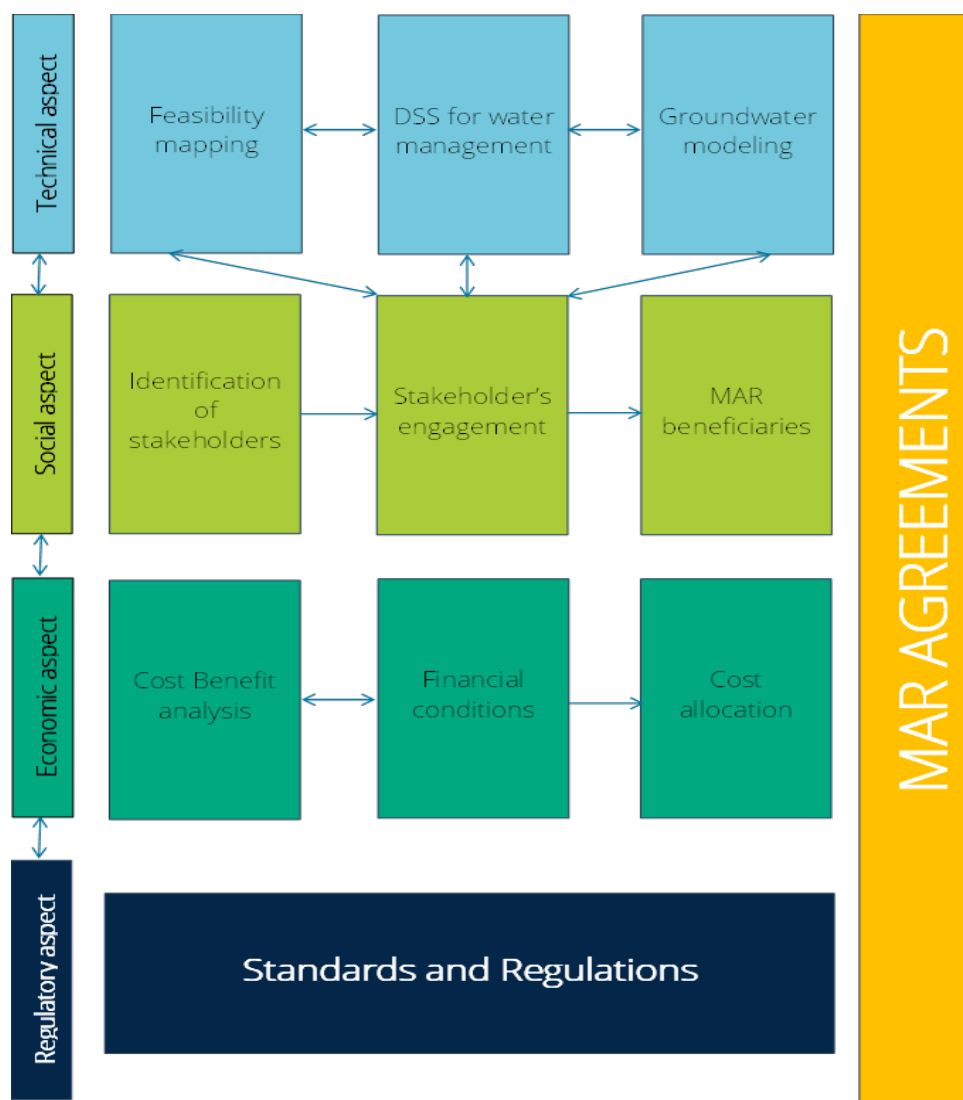 Technical aspect
Feasibility
mapping
DSS for water
management
Groundwater
modeling
Social aspect
Identification
of
stakeholders
Stakeholder's
engagement
MAR
beneficiaries
Economic aspect
Cost Benefit
analysis
Financial
conditions
Cost
allocation
Regulatory aspect
Standards and Regulations
MAR AGREEMENTS